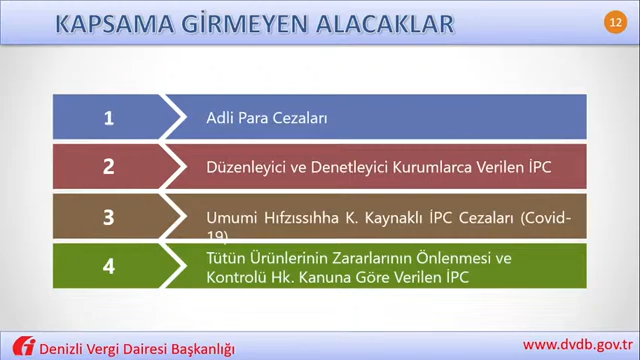 KAPSAMA GİRMEYEN ALACAKLAR
12
1
Adli Para Cezaları
2
Düzenleyici ve Denetleyici Kurumlarca Verilen İPC
3
Umumi Hıfzıssıhha K. Kaynaklı İPC Cezaları (Covid-
19)
4
Tütün Ürünlerinin Zararlarının Önlenmesi ve
Kontrolü Hk. Kanuna Göre Verilen İPC
Denizli Vergi Dairesi Başkanlığı
www.dvdb.gov.tr